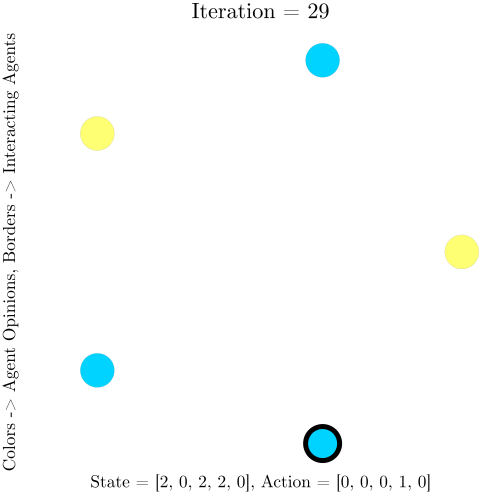 Iteration = 29
Colors -> Agent Opinions, Borders -> Interacting Agents
State = [2, 0, 2, 2, 0], Action = [0, 0, 0, 1, 0]